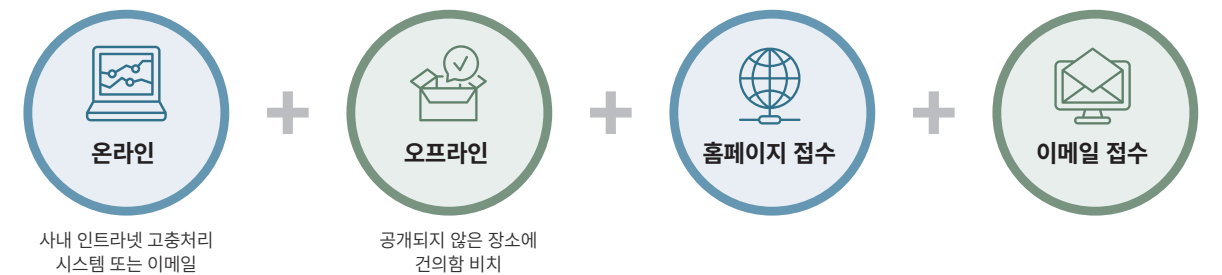 온라인
오프라인
홈페이지 접수
이메일 접수
사내 인트라넷 고충처리
시스템 또는 이메일
공개되지 않은 장소에
건의함 비치